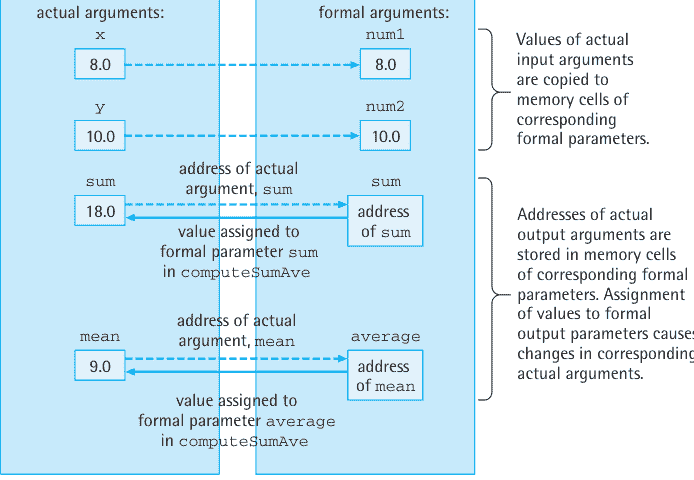 actual arguments:
formal arguments:
x
num1
8.0
8.0
Values of actual
input arguments
are copied to
memory cells of
corresponding
formal parameters.
y
num2
10.0
10.0
address of actual
argument, sum
sum
sum
18.0
address
of sum
value assigned to
formal parameter sum
in computeSumAve
Addresses of actual
output arguments are
stored in memory cells
of corresponding formal
parameters. Assignment
of values to formal
output parameters causes
changes in corresponding
actual arguments.
address of actual
argument, mean
mean
average
9.0
address
of mean
value assigned to
formal parameter average
in computeSumAve